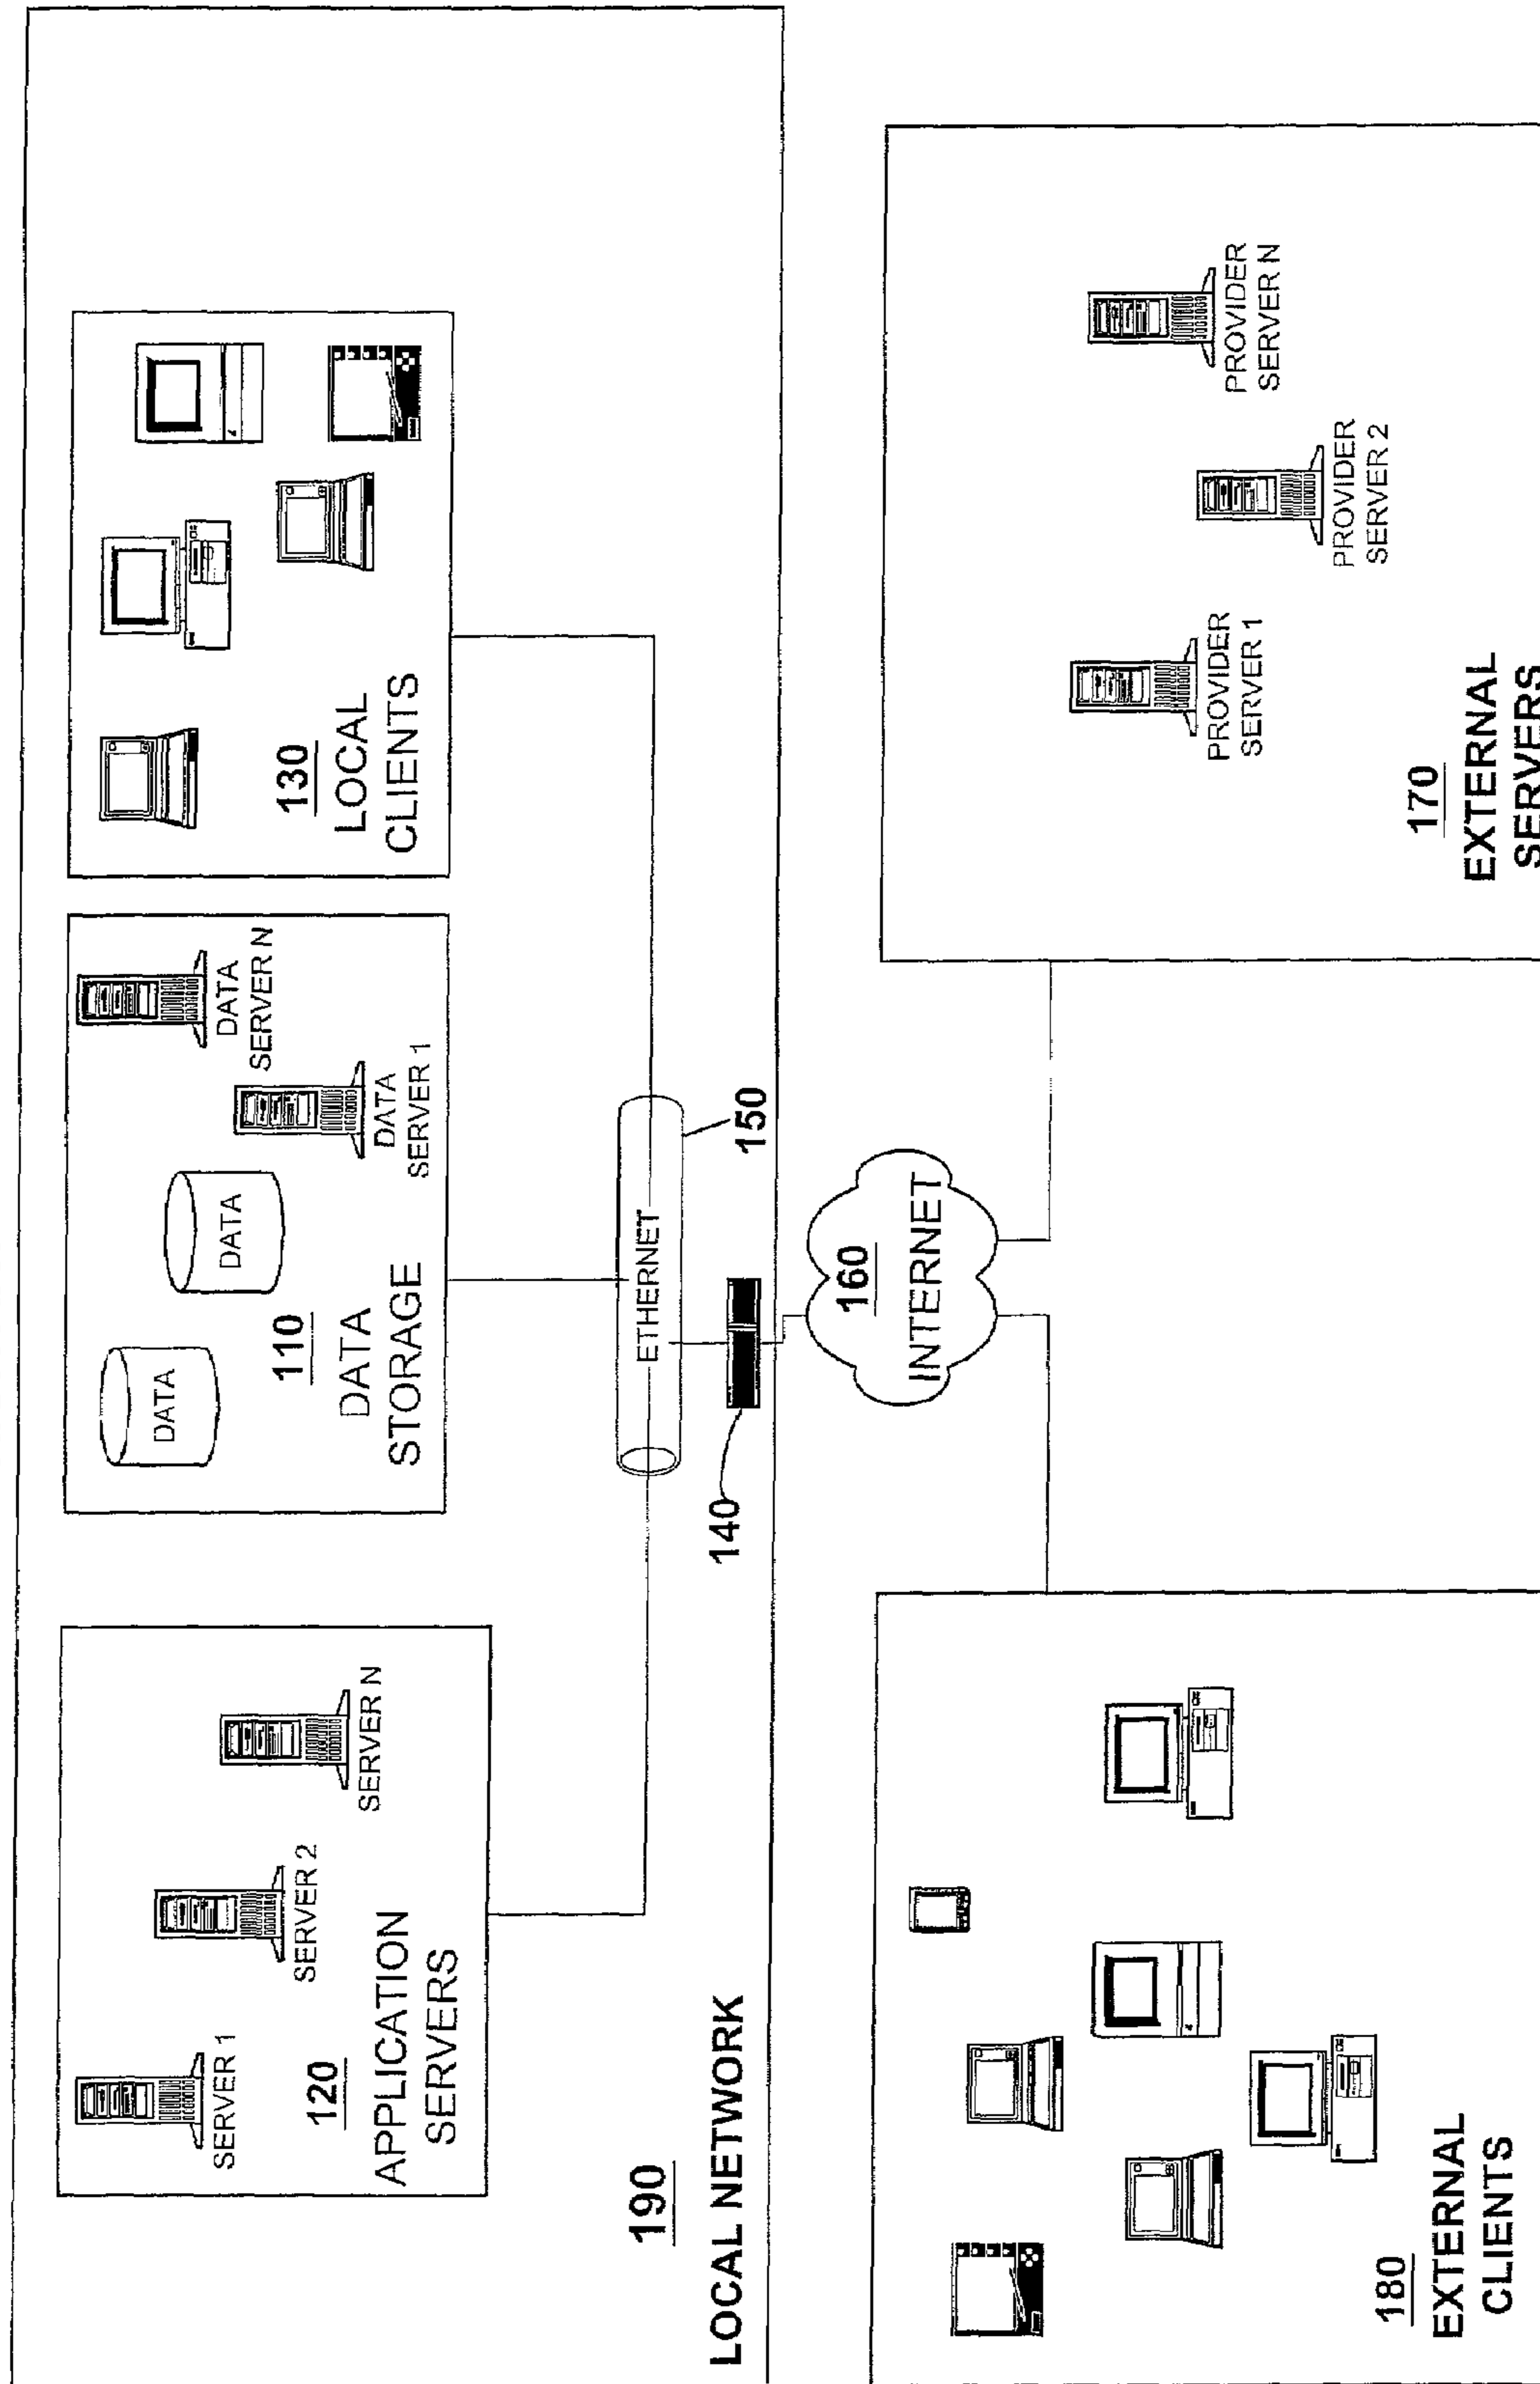 SERVER 1
SERVER 2
SERVER N
120
APPLICATION
SERVERS
DATA
DATA
DATA
SERVER 1
DATA
SERVER N
110
DATA
STORAGE
130
LOCAL
CLIENTS
ETHERNET
150
140
190
LOCAL NETWORK
160
INTERNET
180
EXTERNAL
CLIENTS
PROVIDER
SERVER 1
PROVIDER
SERVER 2
PROVIDER
SERVER N
170
EXTERNAL
SERVERS